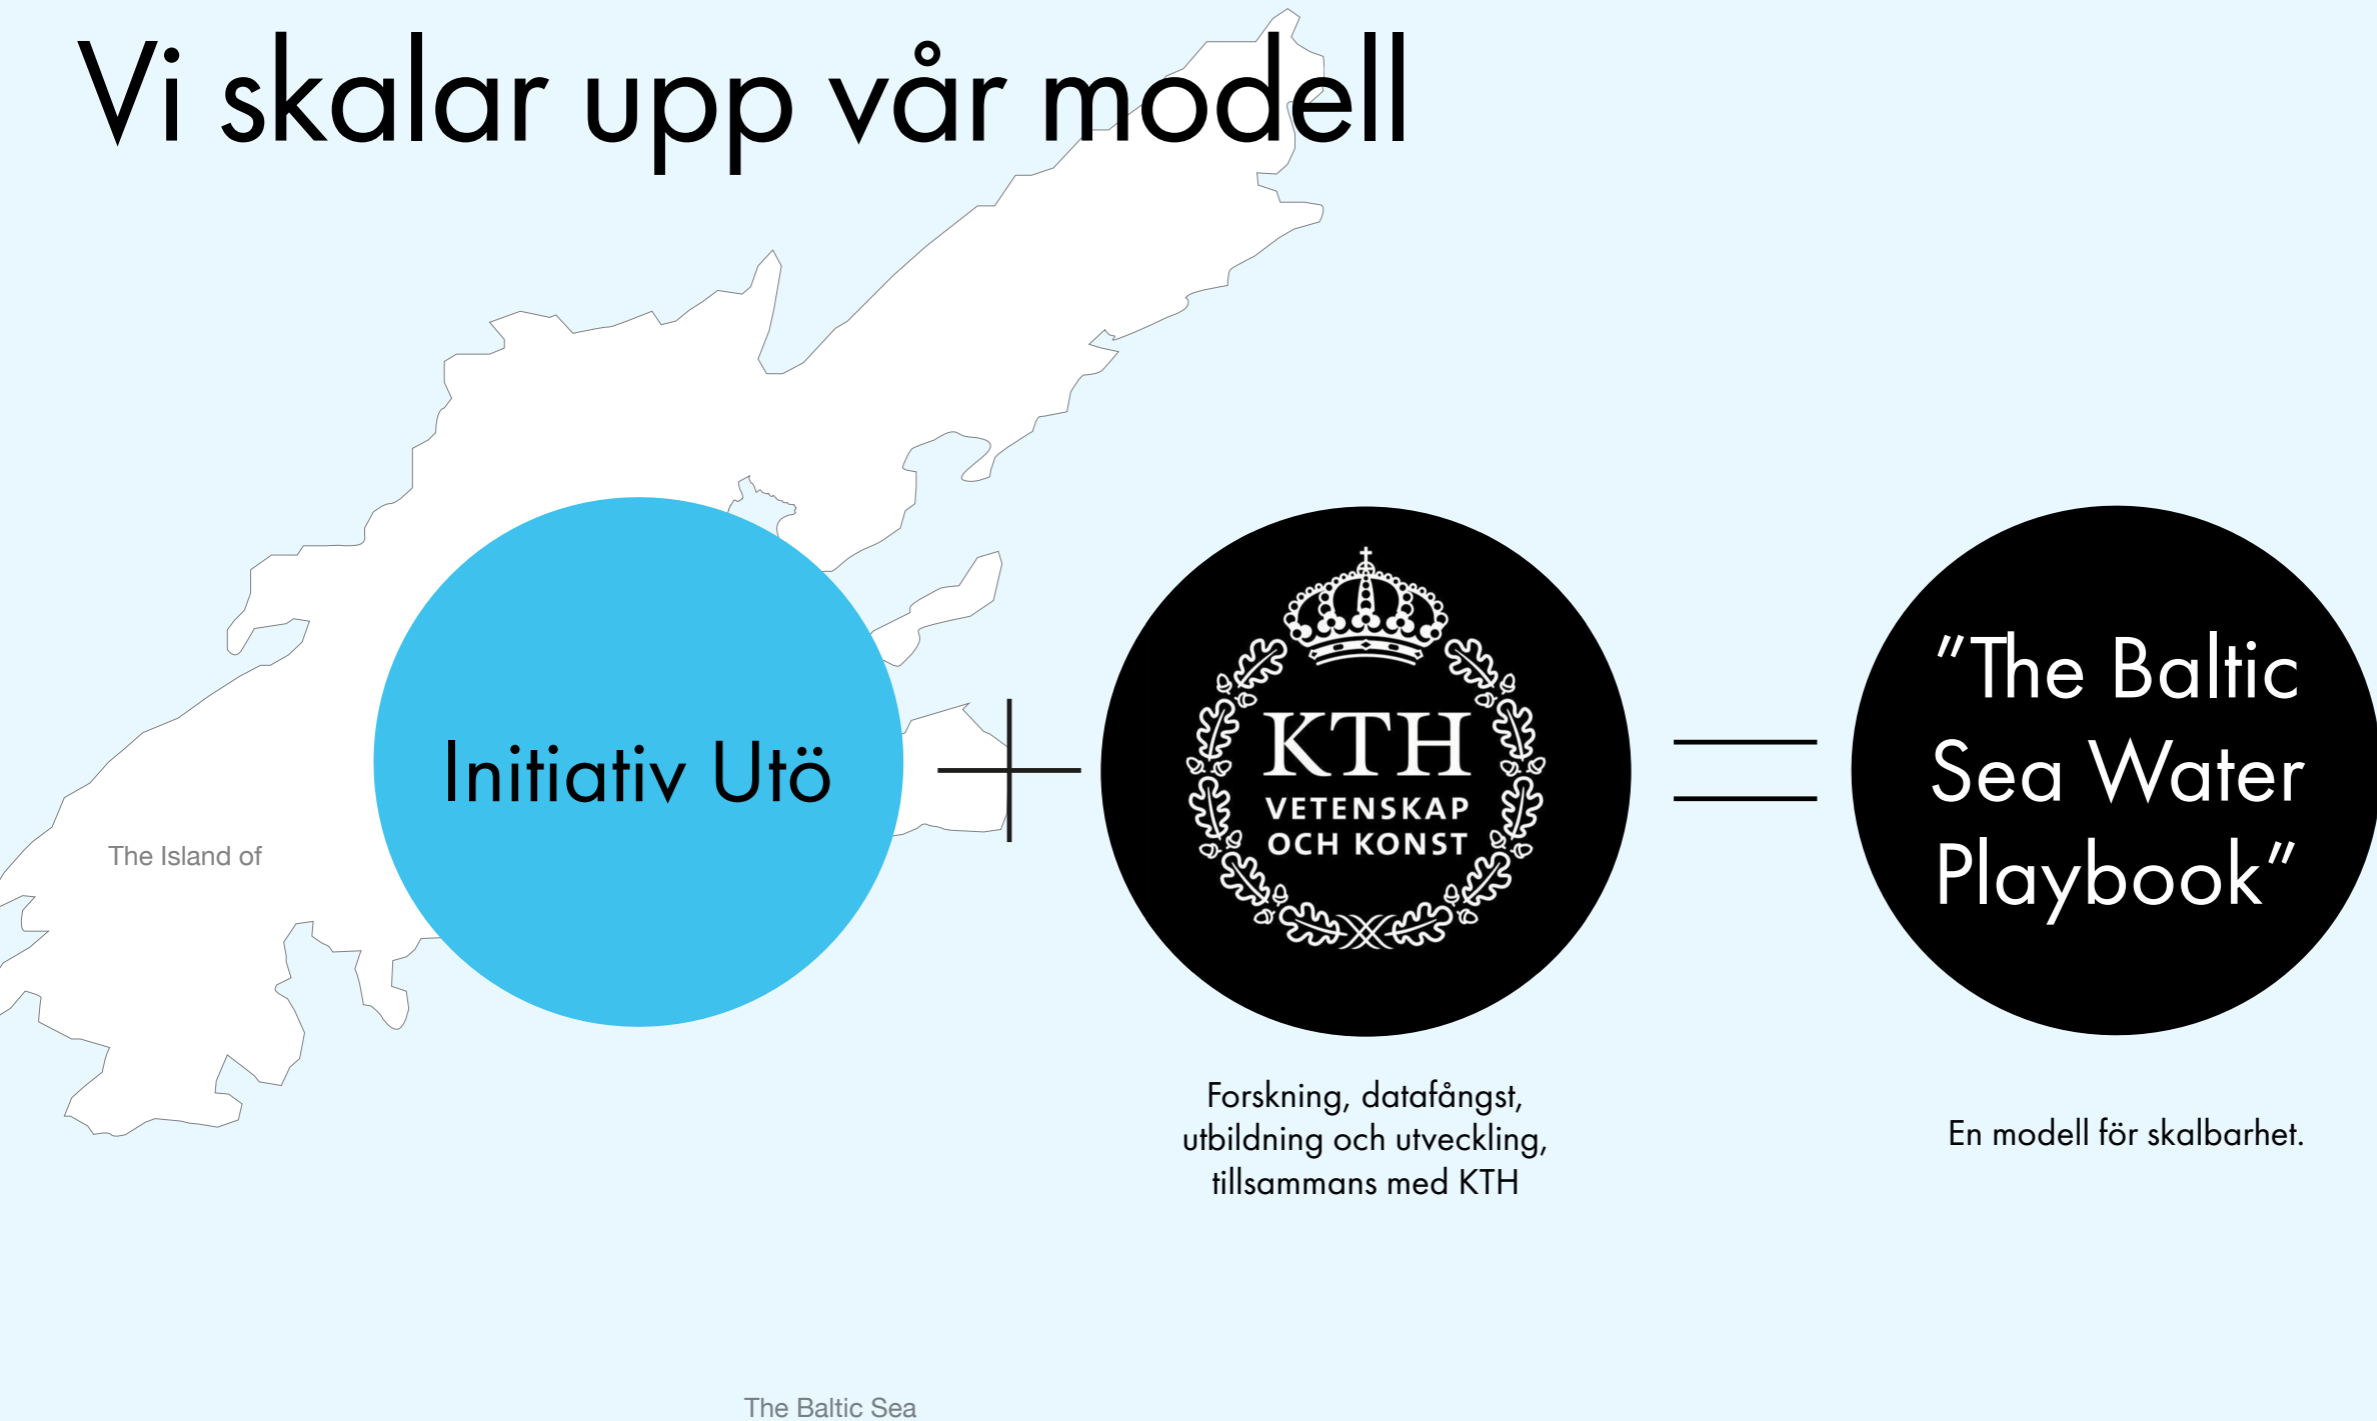 Vi skalar upp vår modell
The Island of
Initiativ Utö
KTH
VETENSKAP
OCH KONST
Forskning, datafångst,
utbildning och utveckling,
tillsammans med KTH
”The Baltic
Sea Water
Playbook”
En modell för skalbarhet.
The Baltic Sea